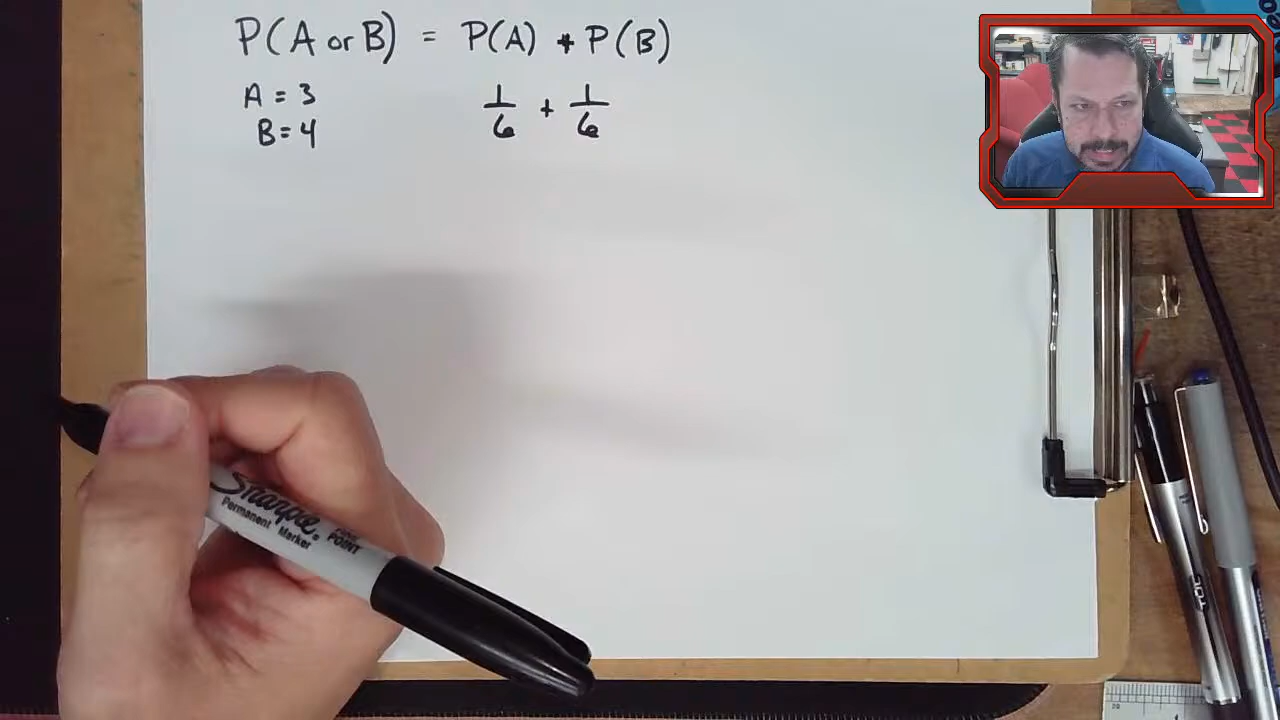 P(A or B) = P(A) + P(B)
A = 3
B = 4
1/6 + 1/6
Sharpie.
Permanent Marker
FINE POINT